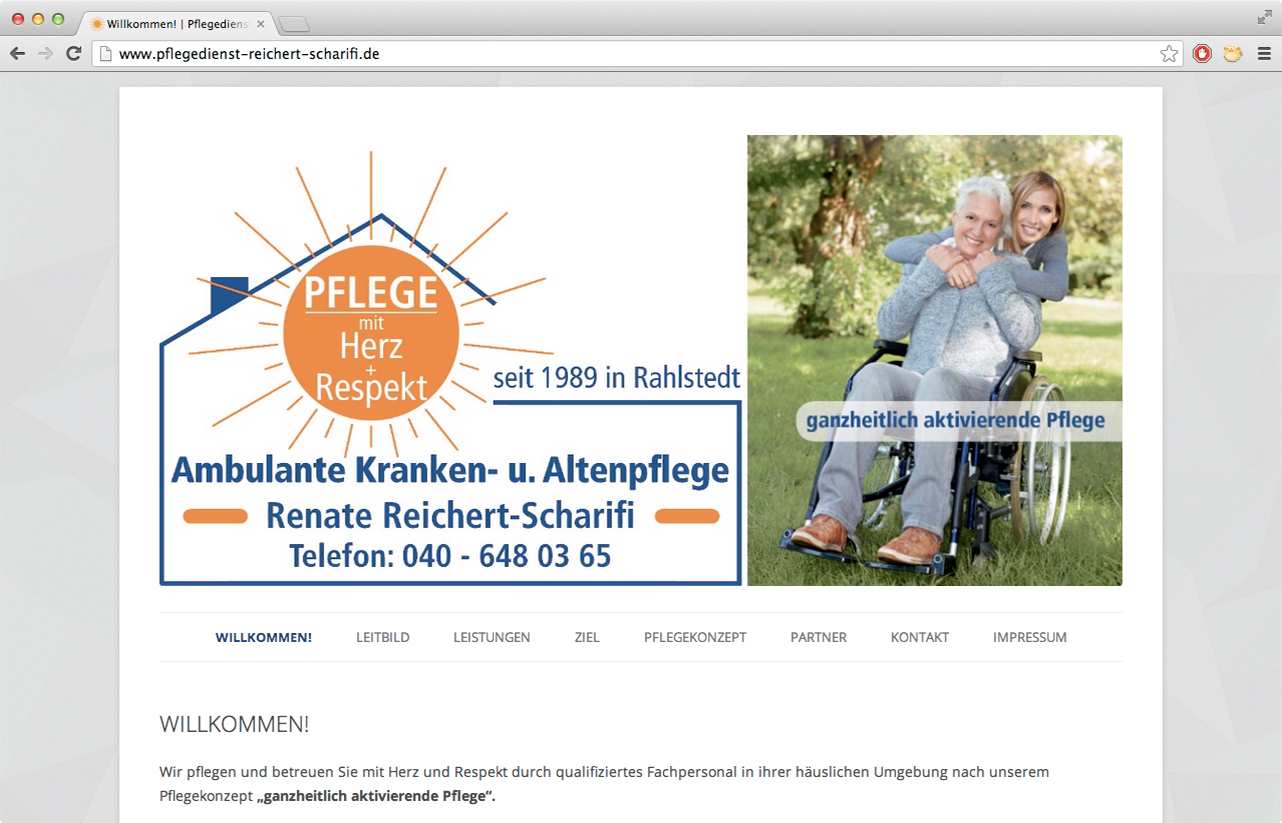 Willkommen! | Pflegediens
www.pflegedienst-reichert-scharifi.de
PFLEGE
mit
Herz
+
Respekt
seit 1989 in Rahlstedt
Ambulante Kranken- u. Altenpflege
Renate Reichert-Scharifi
Telefon: 040 - 648 03 65
ganzheitlich aktivierende Pflege
WILLKOMMEN! LEITBILD LEISTUNGEN ZIEL PFLEGEKONZEPT PARTNER KONTAKT IMPRESSUM
WILLKOMMEN!
Wir pflegen und betreuen Sie mit Herz und Respekt durch qualifiziertes Fachpersonal in ihrer häuslichen Umgebung nach unserem
Pflegekonzept „ganzheitlich aktivierende Pflege“.